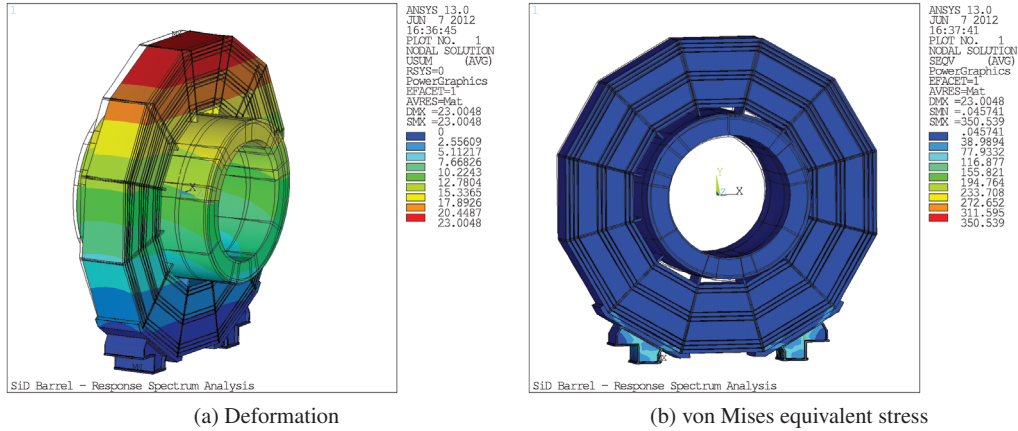 1
ANSYS 13.0
JUN  7 2012
16:36:45
PLOT NO.  1
NODAL SOLUTION
USUM    (AVG)
RSYS=0
PowerGraphics
EFACET=1
AVRES=Mat
DMX =23.0048
SMX =23.0048
0
2.55609
5.11217
7.66826
10.2243
12.7804
15.3365
17.8926
20.4487
23.0048
X
SiD Barrel - Response Spectrum Analysis
(a) Deformation
1
ANSYS 13.0
JUN  7 2012
16:37:41
PLOT NO.  1
NODAL SOLUTION
SEQV    (AVG)
PowerGraphics
EFACET=1
AVRES=Mat
DMX =23.0048
SMN =.045741
SMX =350.539
.045741
38.9894
77.9332
116.877
155.821
194.764
233.708
272.652
311.595
350.539
Y
Z X
SiD Barrel - Response Spectrum Analysis
(b) von Mises equivalent stress